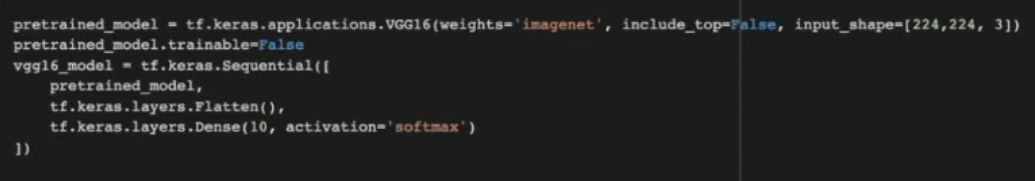 pretrained_model = tf.keras.applications.VGG16(weights='imagenet', include_top=False, input_shape=[224,224, 3])
pretrained_model.trainable=False
vgg16_model = tf.keras.Sequential([
    pretrained_model,
    tf.keras.layers.Flatten(),
    tf.keras.layers.Dense(10, activation='softmax')
])